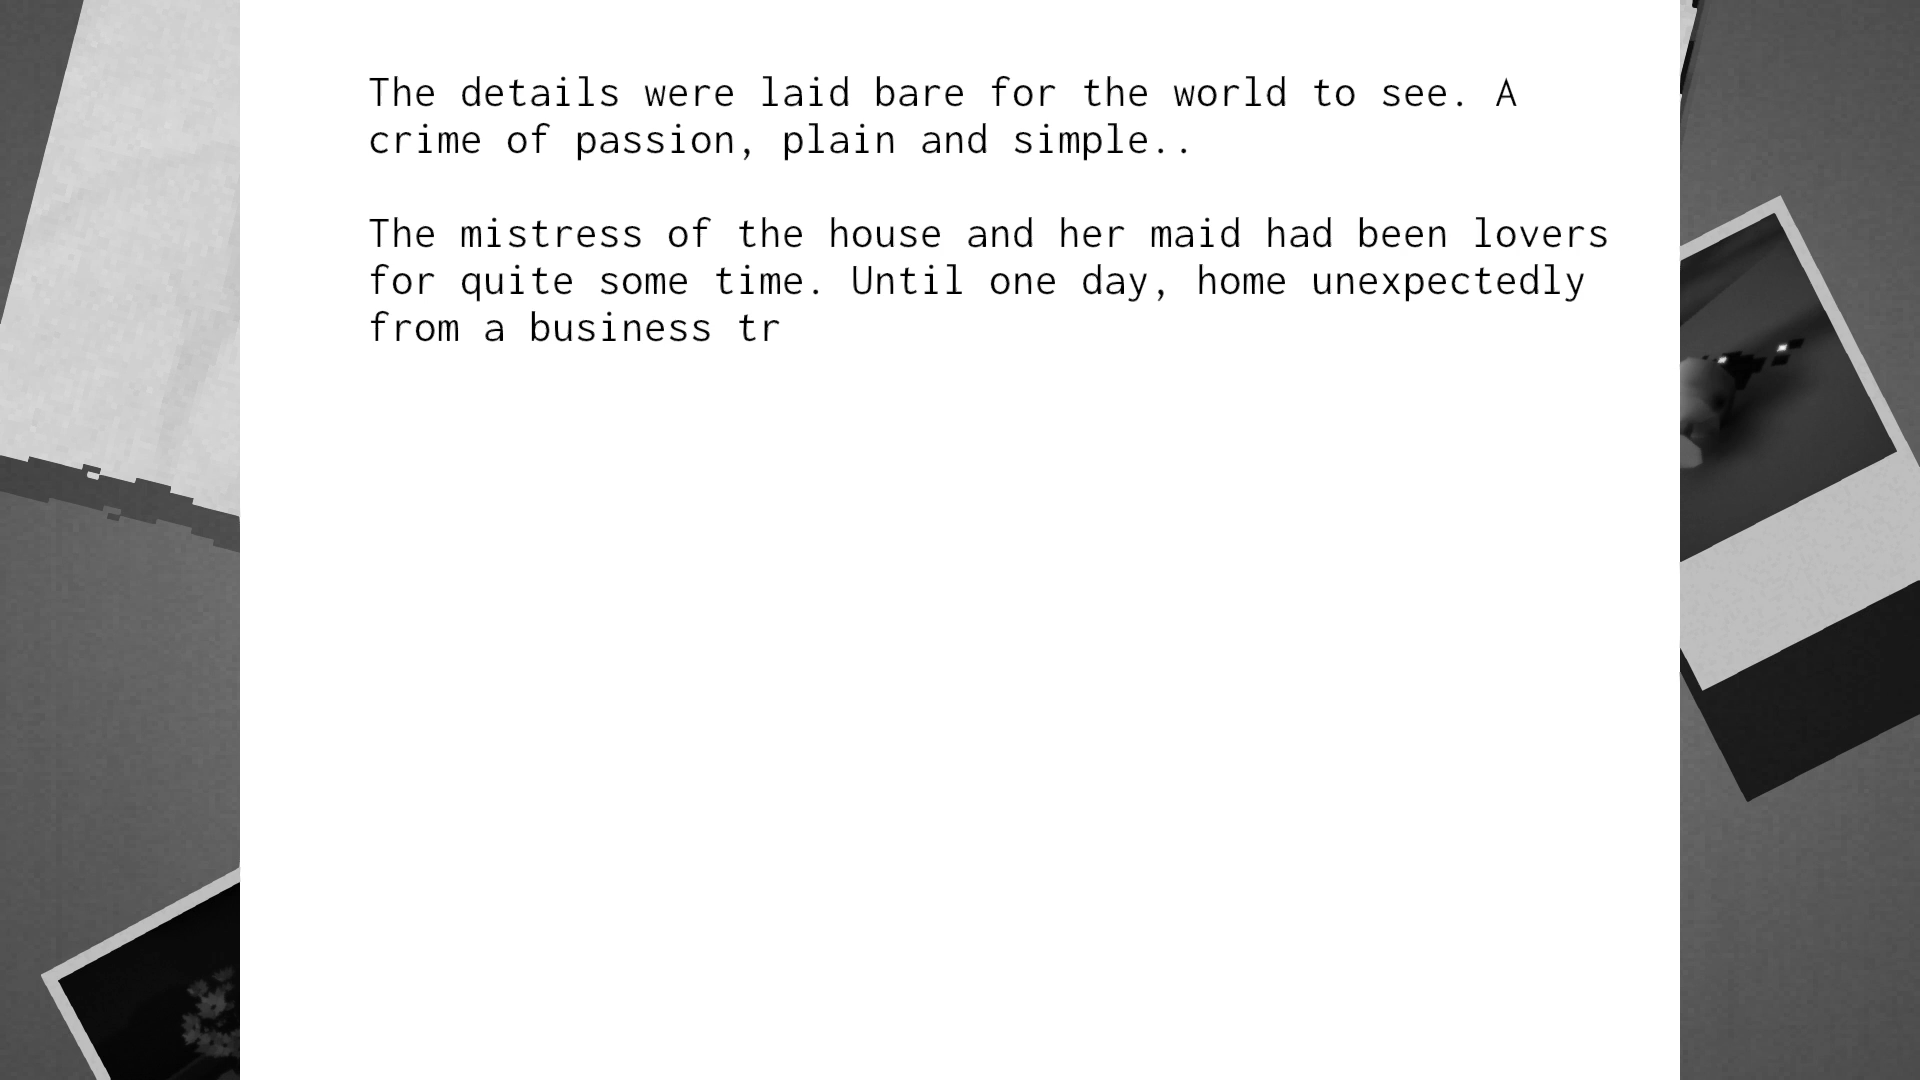 The details were laid bare for the world to see. A
crime of passion, plain and simple..
The mistress of the house and her maid had been lovers
for quite some time. Until one day, home unexpectedly
from a business tr